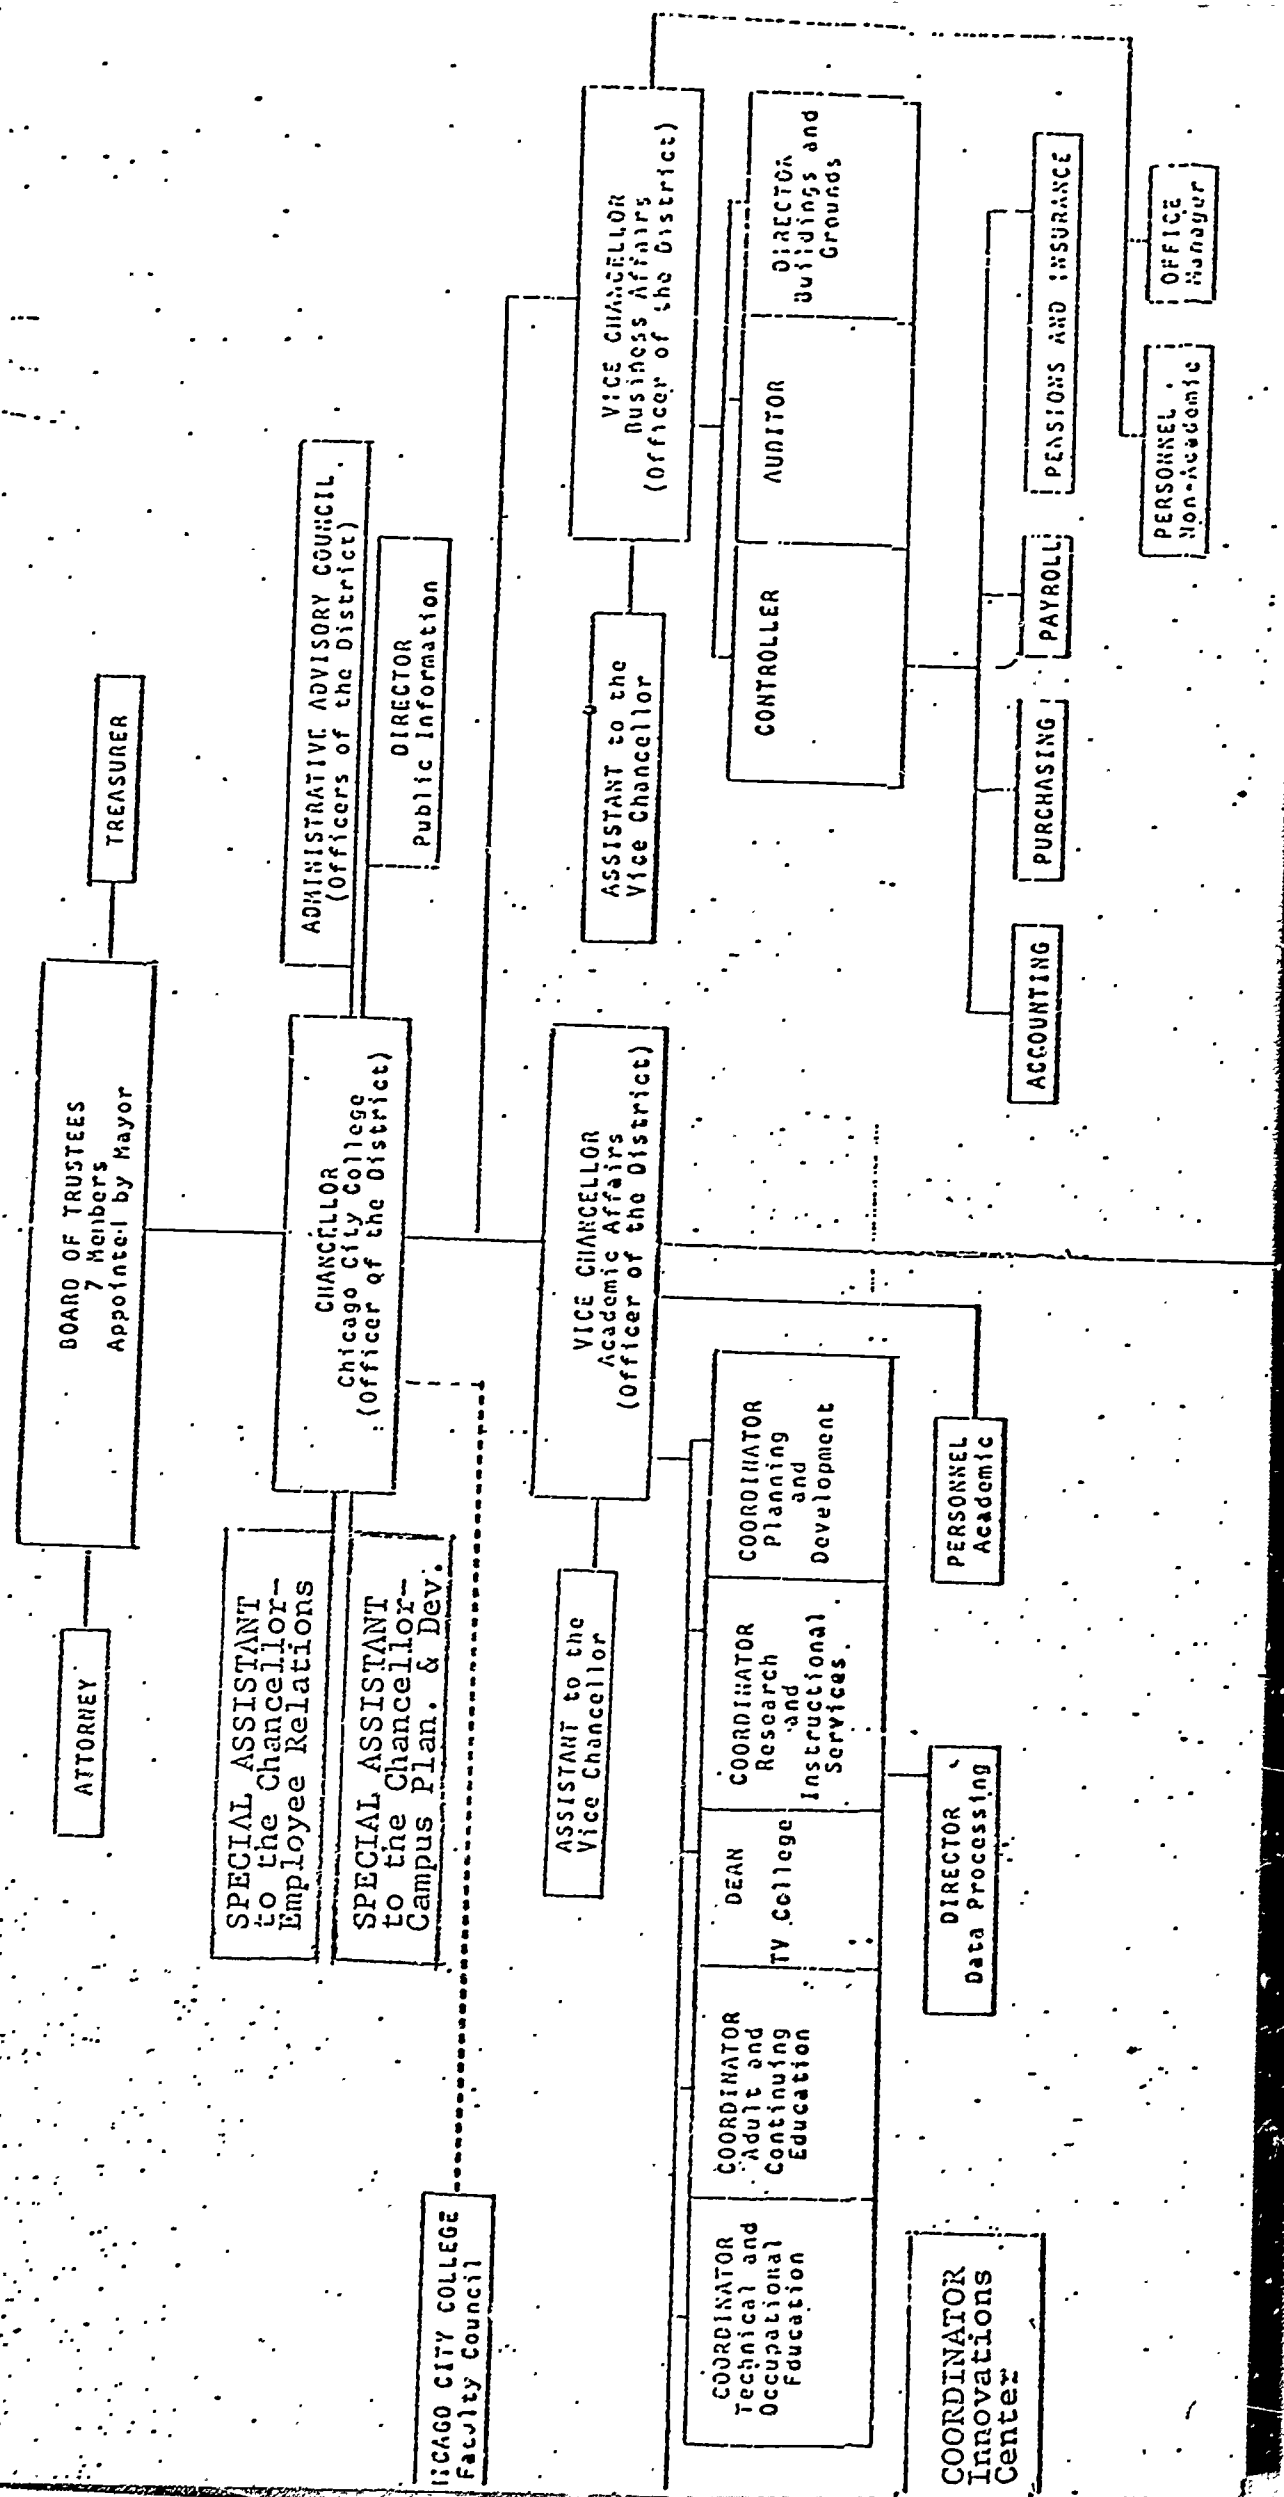 BOARD OF TRUSTEES
7 Members
Appointed by Mayor
ATTORNEY
TREASURER
SPECIAL ASSISTANT
to the Chancellor-
Employee Relations
SPECIAL ASSISTANT
to the Chancellor-
Campus Plan. & Dev.
CHANCELLOR
Chicago City College
(Officer of the District)
ADMINISTRATIVE ADVISORY COUNCIL
(Officers of the District)
DIRECTOR
Public Information
HICAGO CITY COLLEGE
Faculty Council
ASSISTANT to the
Vice Chancellor
VICE CHANCELLOR
Academic Affairs
(Officer of the District)
ASSISTANT to the
Vice Chancellor
VICE CHANCELLOR
Business Affairs
(Officer of the District)
COORDINATOR
Technical and
Occupational
Education
COORDINATOR
Adult and
Continuing
Education
DEAN
TV College
COORDINATOR
Research
and
Instructional
Services
COORDINATOR
Planning
and
Development
CONTROLLER
AUDITOR
DIRECTOR
Buildings and
Grounds
COORDINATOR
Innovations
Center
DIRECTOR
Data Processing
PERSONNEL
Academic
ACCOUNTING
PURCHASING
PAYROLL
PENSIONS AND INSURANCE
PERSONNEL
Non-Academic
OFFICE
Manager